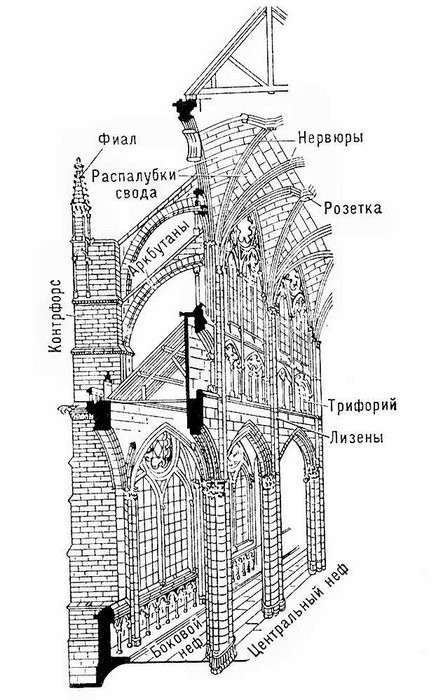 Фиал
Нервюры
Распалубки
свода
Розетка
Аркбутаны
Контрфорс
Трифорий
Лизены
Боковой
неф
Центральный неф